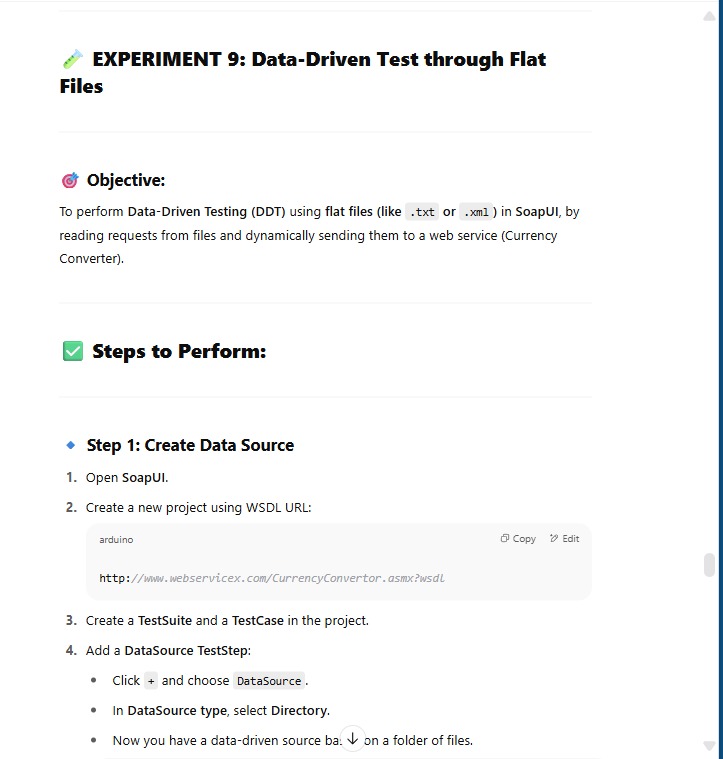 EXPERIMENT 9: Data-Driven Test through Flat
Files
Objective:
To perform Data-Driven Testing (DDT) using flat files (like .txt or .xml) in SoapUI, by
reading requests from files and dynamically sending them to a web service (Currency
Converter).
Steps to Perform:
Step 1: Create Data Source
1. Open SoapUI.
2. Create a new project using WSDL URL:
arduino Copy Edit
http://www.webservicex.com/CurrencyConvertor.asmx?wsdl
3. Create a TestSuite and a TestCase in the project.
4. Add a DataSource TestStep:
• Click + and choose DataSource.
• In DataSource type, select Directory.
• Now you have a data-driven source on a folder of files.